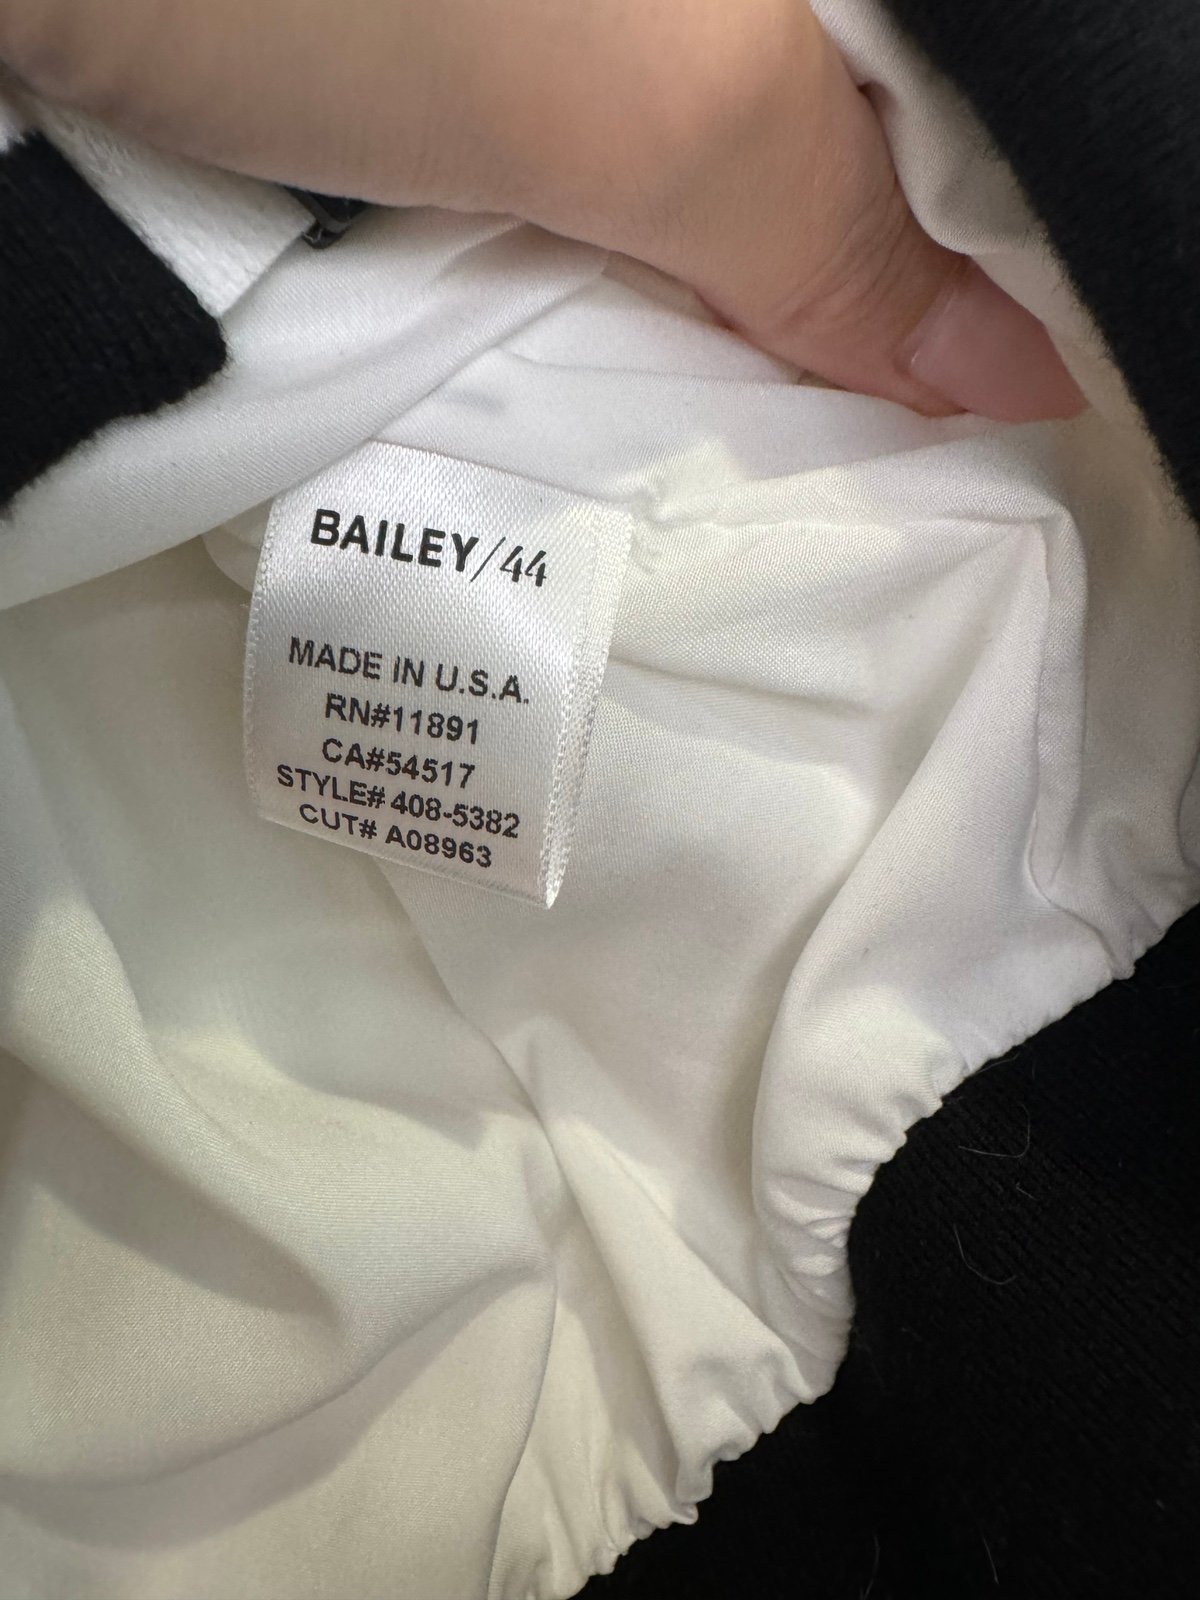 BAILEY/44
MADE IN U.S.A.
RN#11891
CA#54517
STYLE# 408-5382
CUT# A08963